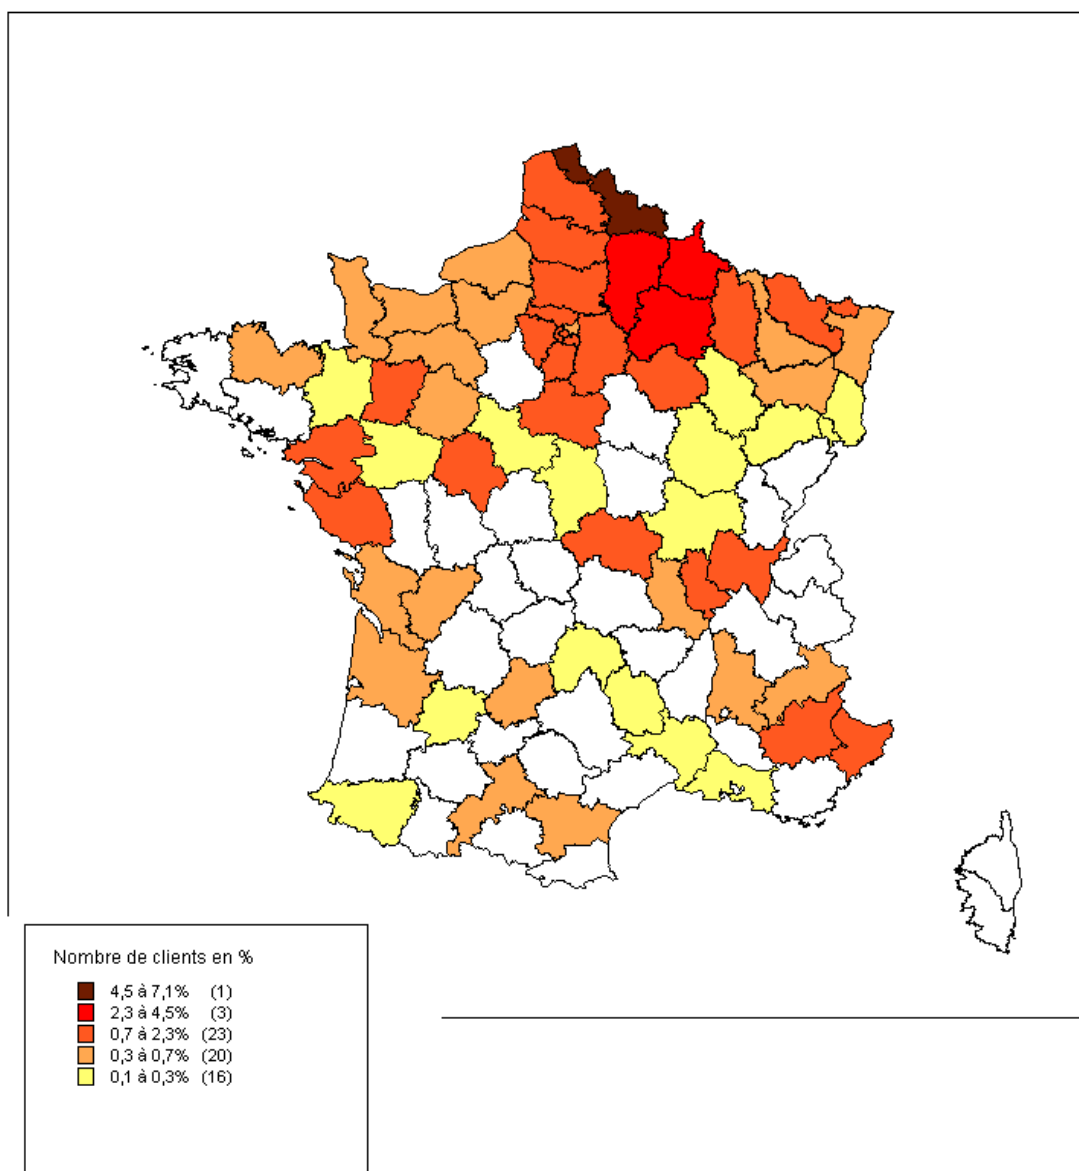 Nombre de clients en %
4,5 à 7,1% (1)
2,3 à 4,5% (3)
0,7 à 2,3% (23)
0,3 à 0,7% (20)
0,1 à 0,3% (16)